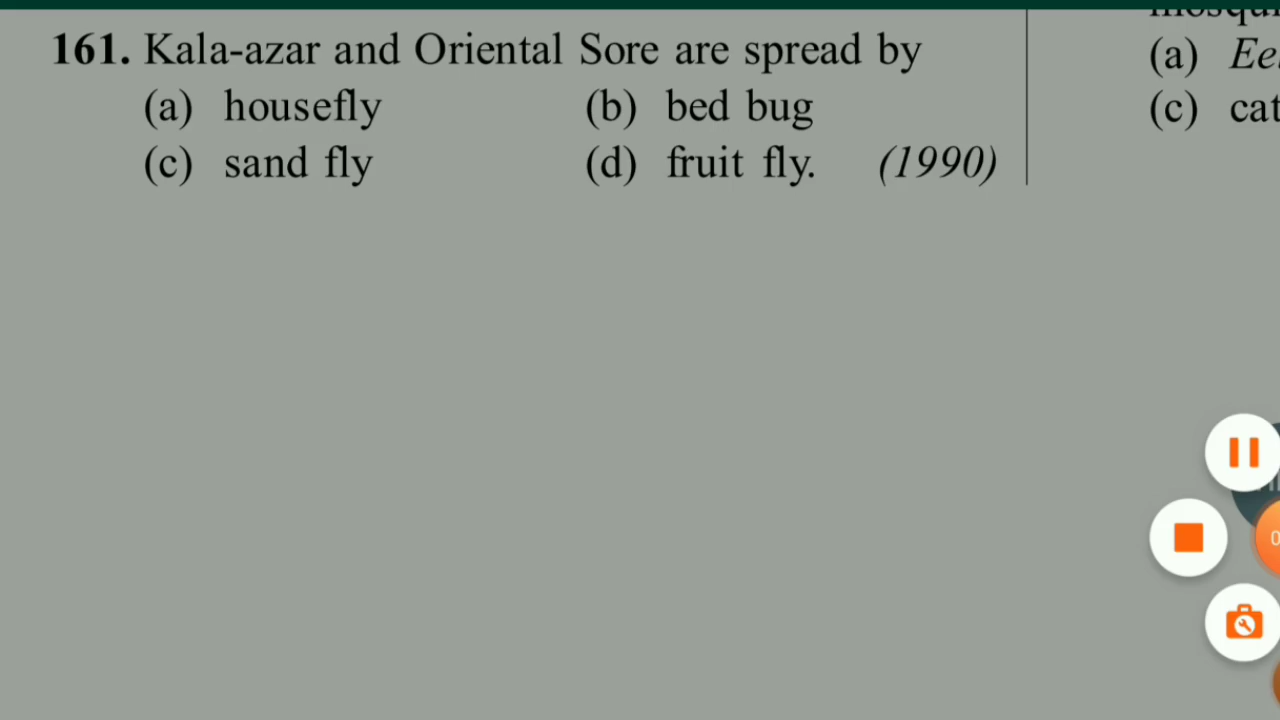 161. Kala-azar and Oriental Sore are spread by
(a) housefly (b) bed bug
(c) sand fly (d) fruit fly. (1990)
(a)
(c)